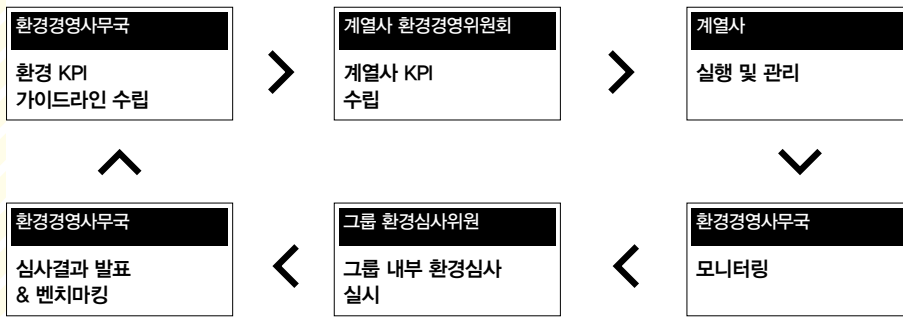 환경경영사무국
환경 KPI
가이드라인 수립
계열사 환경경영위원회
계열사 KPI
수립
계열사
실행 및 관리
환경경영사무국
심사결과 발표
& 벤치마킹
그룹 환경심사위원
그룹 내부 환경심사
실시
환경경영사무국
모니터링